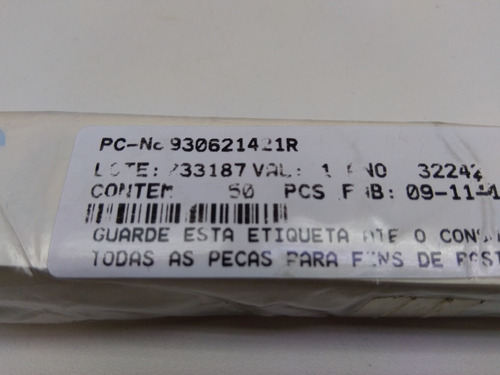 PC-No 930621421R
LOTE: 733187 VAL: 1 ANO 32242
CONTEM 50 PCS FAB: 09-11-1
GUARDE ESTA ETIQUETA ATE O CONS
TODAS AS PECAS PARA FINS DE RAST